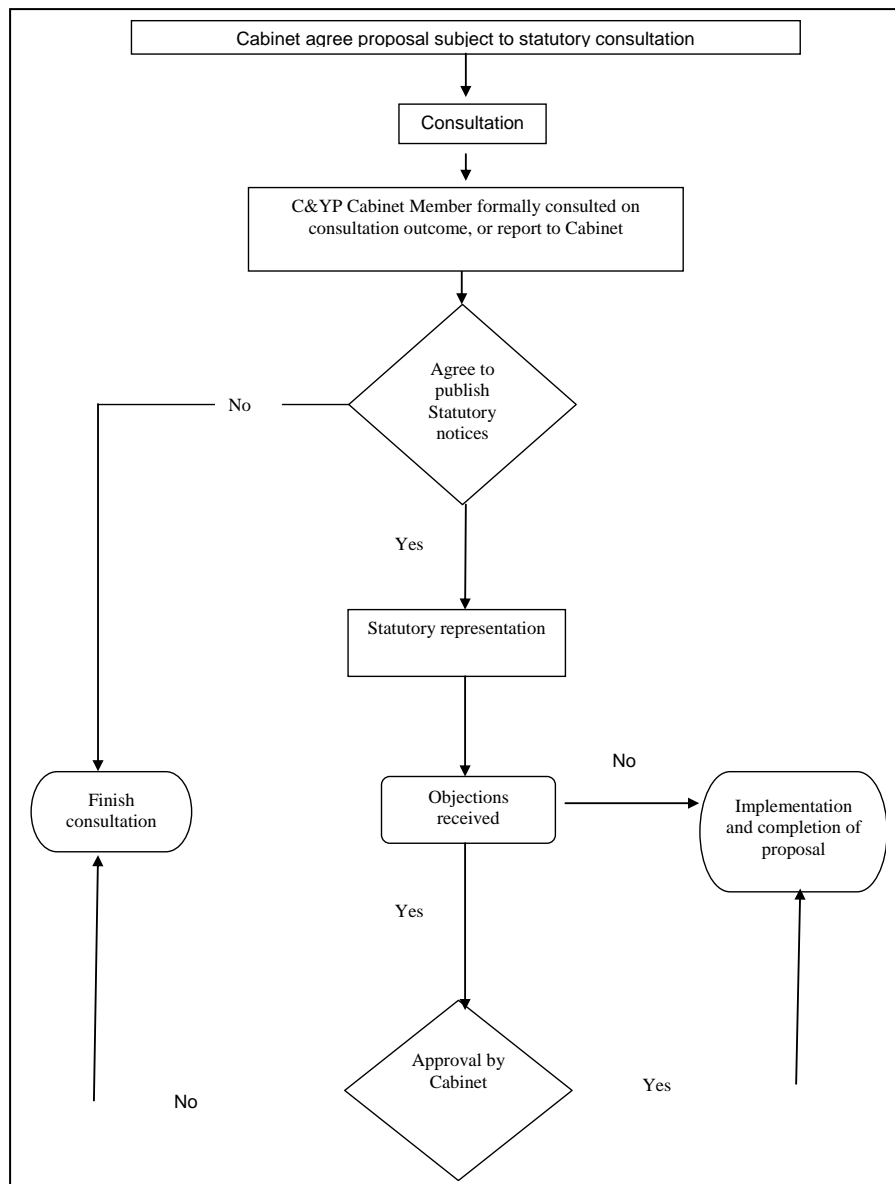 Cabinet agree proposal subject to statutory consultation
Consultation
C&YP Cabinet Member formally consulted on
consultation outcome, or report to Cabinet
Agree to
publish
Statutory
notices
No
Yes
Statutory representation
No
Finish
consultation
Objections
received
Implementation
and completion of
proposal
Yes
Approval by
Cabinet
No
Yes